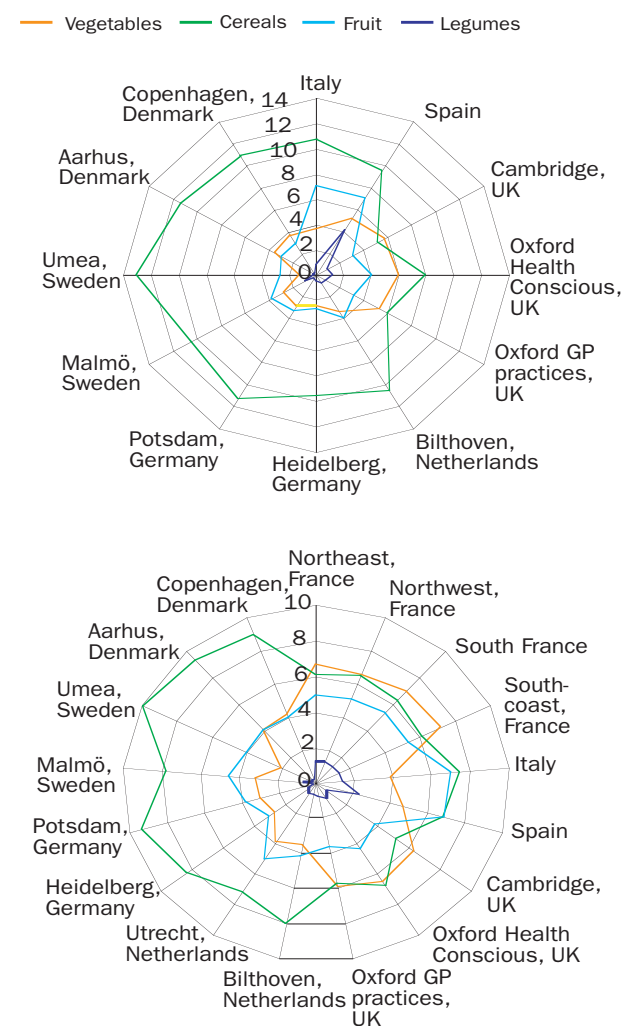 Vegetables Cereals Fruit Legumes
Italy
Spain
Cambridge,
UK
Oxford
Health
Conscious,
UK
Oxford GP
practices,
UK
Bilthoven,
Netherlands
Heidelberg,
Germany
Potsdam,
Germany
Malmö,
Sweden
Umea,
Sweden
Aarhus,
Denmark
Copenhagen,
Denmark
14
12
10
8
6
4
2
0
Northeast,
France
Northwest,
France
South France
South-
coast,
France
Italy
Spain
Cambridge,
UK
Oxford Health
Conscious, UK
Oxford GP
practices,
UK
Bilthoven,
Netherlands
Utrecht,
Netherlands
Heidelberg,
Germany
Potsdam,
Germany
Malmö,
Sweden
Umea,
Sweden
Aarhus,
Denmark
Copenhagen,
Denmark
10
8
6
4
2
0